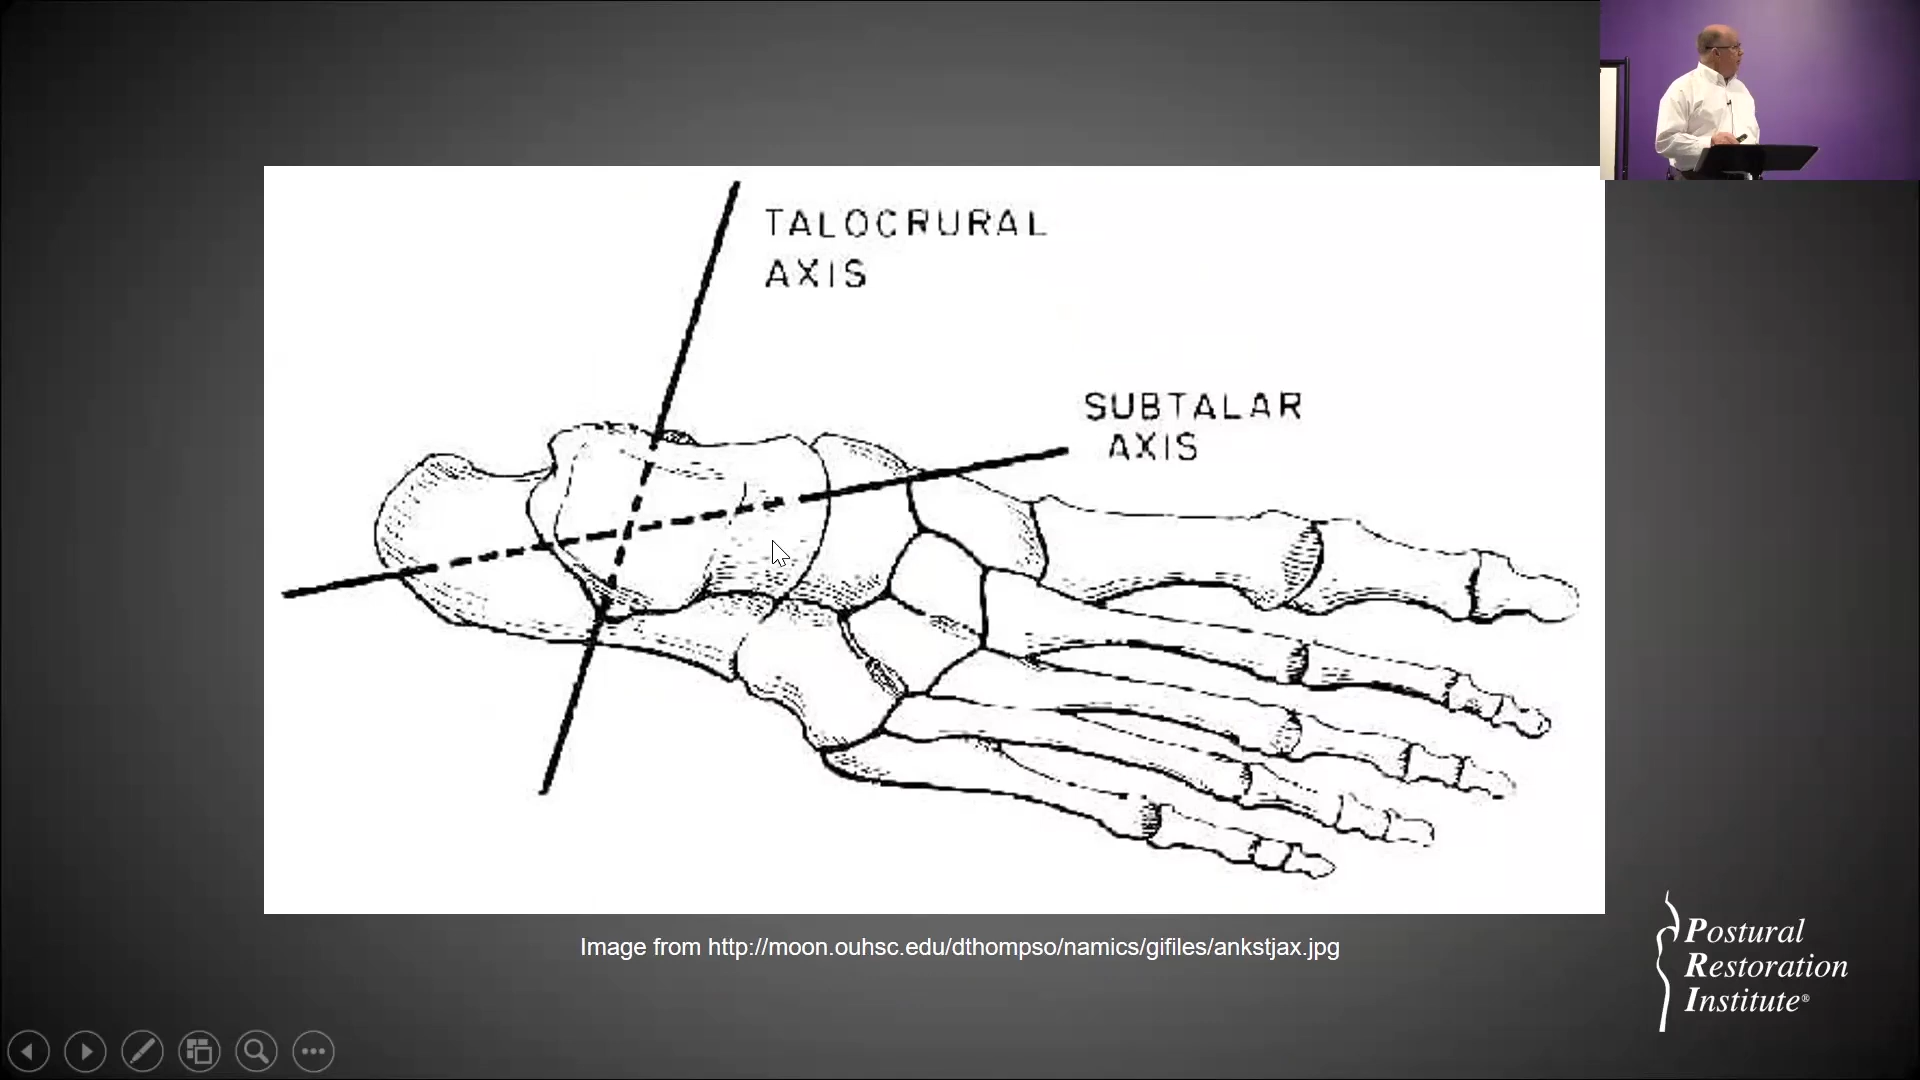 TALOCRURAL
AXIS
SUBTALAR
AXIS
Image from http://moon.ouhsc.edu/dthompso/namics/gifiles/ankstjax.jpg
Postural
Restoration
Institute®